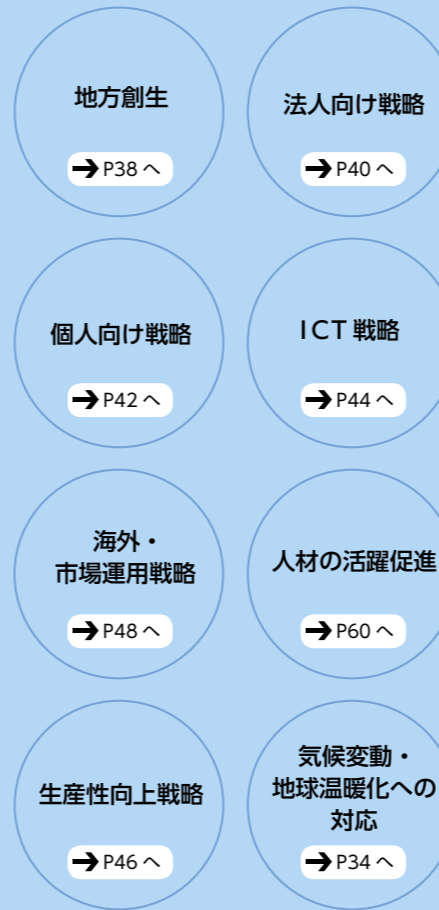 地方創生
➔ P38 へ
法人向け戦略
➔ P40 へ
個人向け戦略
➔ P42 へ
ICT 戦略
➔ P44 へ
海外・
市場運用戦略
➔ P48 へ
人材の活躍促進
➔ P60 へ
生産性向上戦略
➔ P46 へ
気候変動・
地球温暖化への
対応
➔ P34 へ